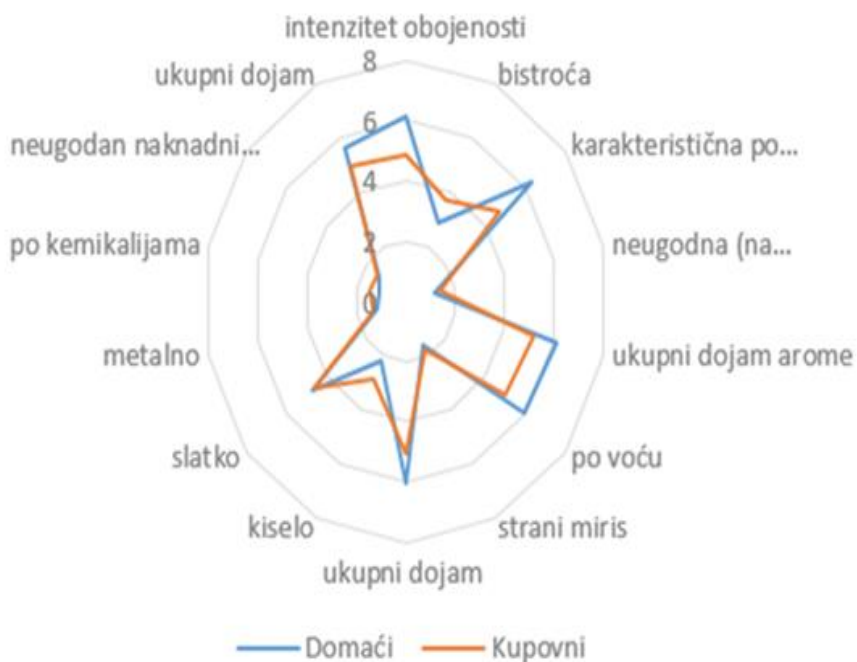 intenzitet obojenosti
8
ukupni dojam
bistroća
6
neugodan naknadni...
karakteristična po...
4
po kemikalijama
2
neugodna (na...
0
metalno
ukupni dojam arome
slatko
po voću
kiselo
strani miris
ukupni dojam
Domaći
Kupovni